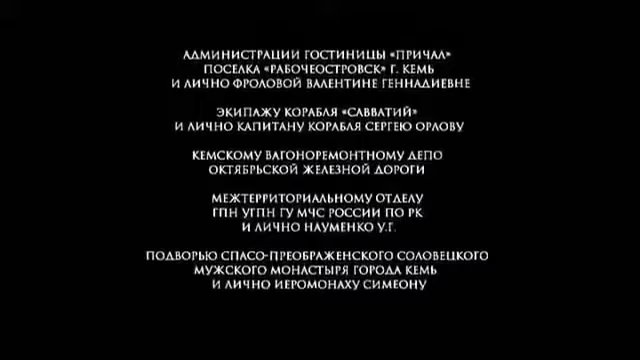 АДМИНИСТРАЦИИ ГОСТИНИЦЫ «ПРИЧАЛ»
ПОСЕЛКА «РАБОЧЕОСТРОВСК» Г. КЕМЬ
И ЛИЧНО ФРОЛОВОЙ ВАЛЕНТИНЕ ГЕННАДИЕВНЕ
ЭКИПАЖУ КОРАБЛЯ «САВВАТИЙ»
И ЛИЧНО КАПИТАНУ КОРАБЛЯ СЕРГЕЮ ОРЛОВУ
КЕМСКОМУ ВАГОНОРЕМОНТНОМУ ДЕПО
ОКТЯБРЬСКОЙ ЖЕЛЕЗНОЙ ДОРОГИ
МЕЖТЕРРИТОРИАЛЬНОМУ ОТДЕЛУ
ГПН УГПН ГУ МЧС РОССИИ ПО РК
И ЛИЧНО НАУМЕНКО У.Г.
ПОДВОРЬЮ СПАСО-ПРЕОБРАЖЕНСКОГО СОЛОВЕЦКОГО
МУЖСКОГО МОНАСТЫРЯ ГОРОДА КЕМЬ
И ЛИЧНО ИЕРОМОНАХУ СИМЕОНУ